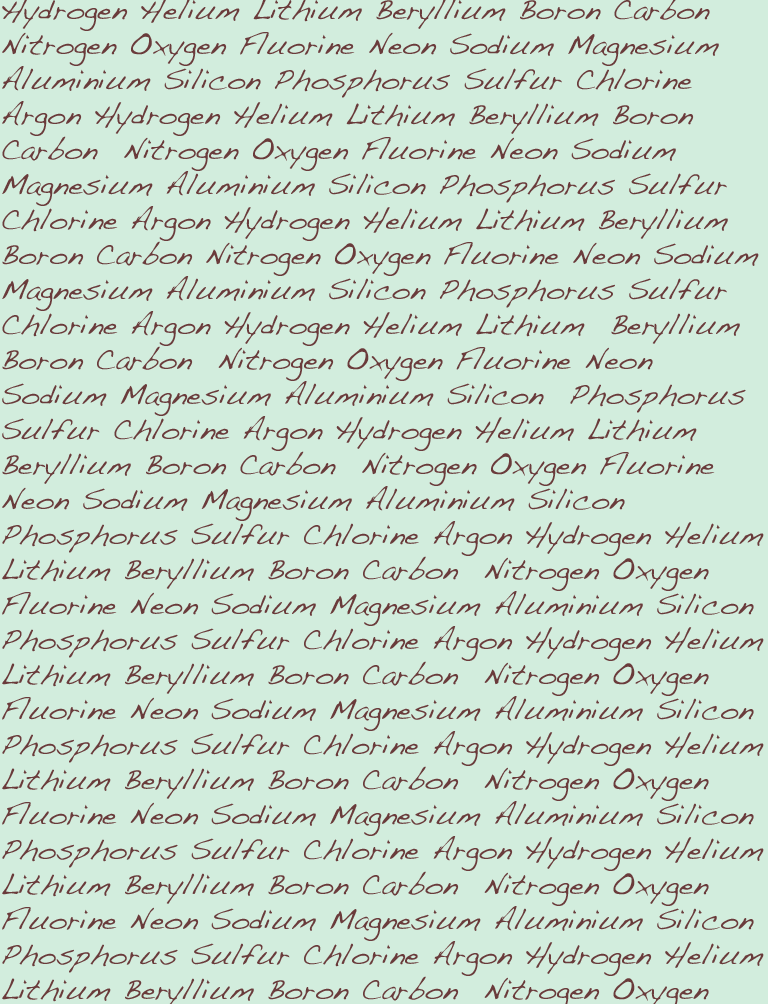 Hydrogen Helium Lithium Beryllium Boron Carbon
Nitrogen Oxygen Fluorine Neon Sodium Magnesium
Aluminium Silicon Phosphorus Sulfur Chlorine
Argon Hydrogen Helium Lithium Beryllium Boron
Carbon  Nitrogen Oxygen Fluorine Neon Sodium
Magnesium Aluminium Silicon Phosphorus Sulfur
Chlorine Argon Hydrogen Helium Lithium Beryllium
Boron Carbon Nitrogen Oxygen Fluorine Neon Sodium
Magnesium Aluminium Silicon Phosphorus Sulfur
Chlorine Argon Hydrogen Helium Lithium  Beryllium
Boron Carbon  Nitrogen Oxygen Fluorine Neon
Sodium Magnesium Aluminium Silicon  Phosphorus
Sulfur Chlorine Argon Hydrogen Helium Lithium
Beryllium Boron Carbon  Nitrogen Oxygen Fluorine
Neon Sodium Magnesium Aluminium Silicon
Phosphorus Sulfur Chlorine Argon Hydrogen Helium
Lithium Beryllium Boron Carbon  Nitrogen Oxygen
Fluorine Neon Sodium Magnesium Aluminium Silicon
Phosphorus Sulfur Chlorine Argon Hydrogen Helium
Lithium Beryllium Boron Carbon  Nitrogen Oxygen
Fluorine Neon Sodium Magnesium Aluminium Silicon
Phosphorus Sulfur Chlorine Argon Hydrogen Helium
Lithium Beryllium Boron Carbon  Nitrogen Oxygen
Fluorine Neon Sodium Magnesium Aluminium Silicon
Phosphorus Sulfur Chlorine Argon Hydrogen Helium
Lithium Beryllium Boron Carbon  Nitrogen Oxygen
Fluorine Neon Sodium Magnesium Aluminium Silicon
Phosphorus Sulfur Chlorine Argon Hydrogen Helium
Lithium Beryllium Boron Carbon  Nitrogen Oxygen